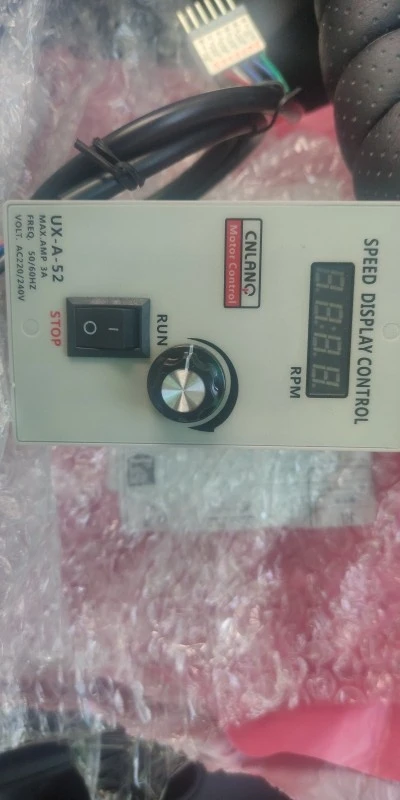 SPEED DISPLAY CONTROL
RPM
CNLANG
Motor Control
RUN
STOP
UX-A-52
MAX.AMP 3A
FREQ. 50/60HZ
VOLT. AC220/240V